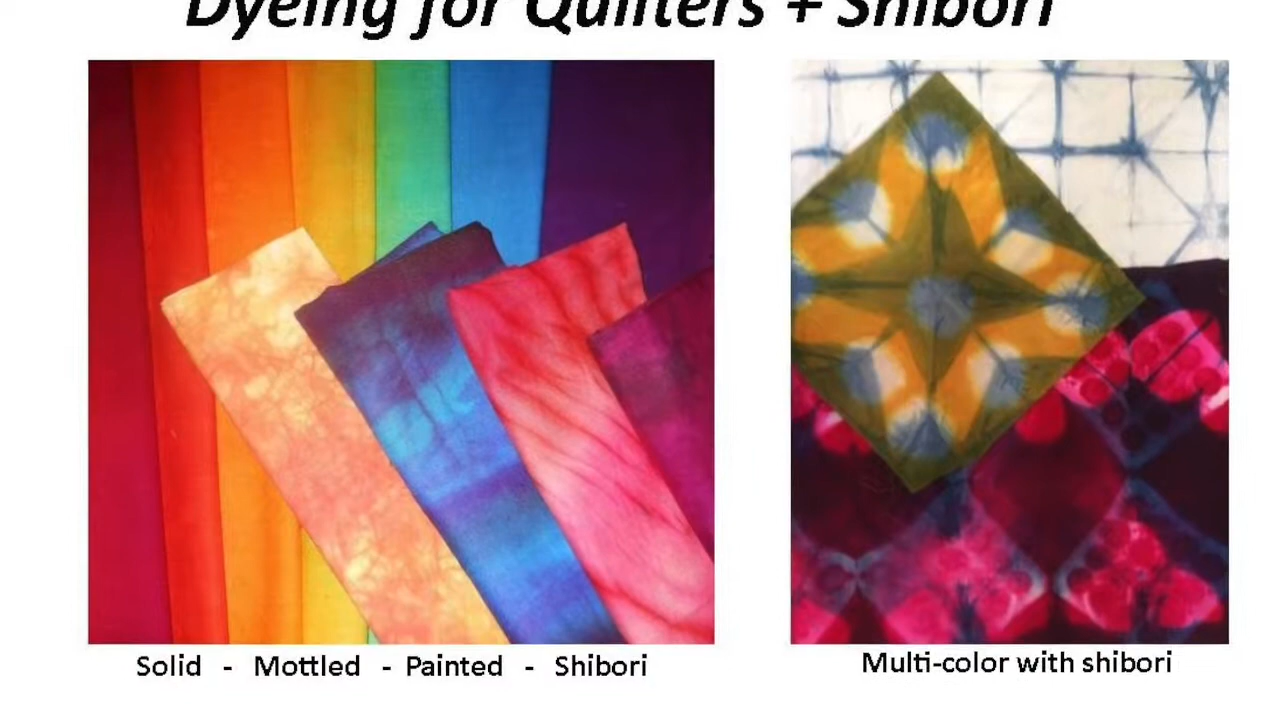 Dyeing for Quilters + Shibori
Solid - Mottled - Painted - Shibori
Multi-color with shibori